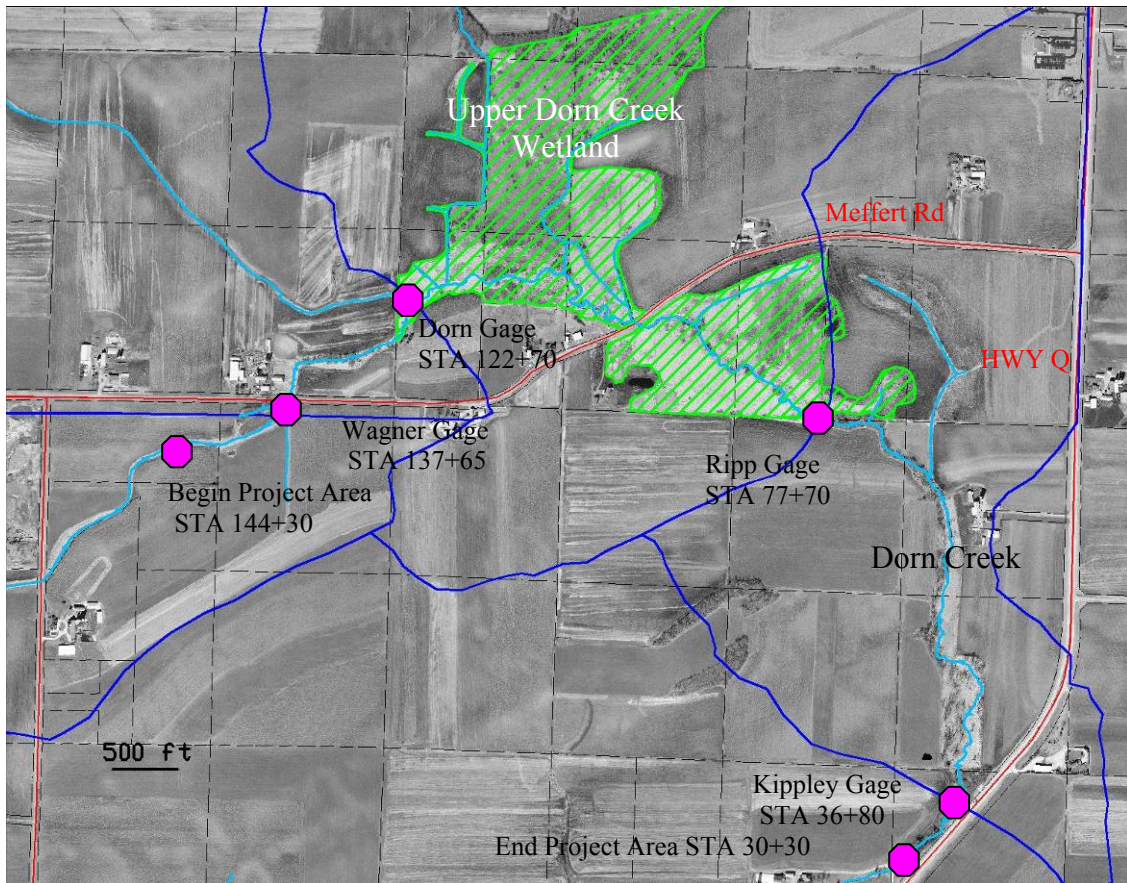 Upper Dorn Creek
Wetland
Meffert Rd
Dorn Gage
STA 122+70
HWY Q
Wagner Gage
STA 137+65
Ripp Gage
STA 77+70
Begin Project Area
STA 144+30
Dorn Creek
500 ft
Kippley Gage
STA 36+80
End Project Area STA 30+30